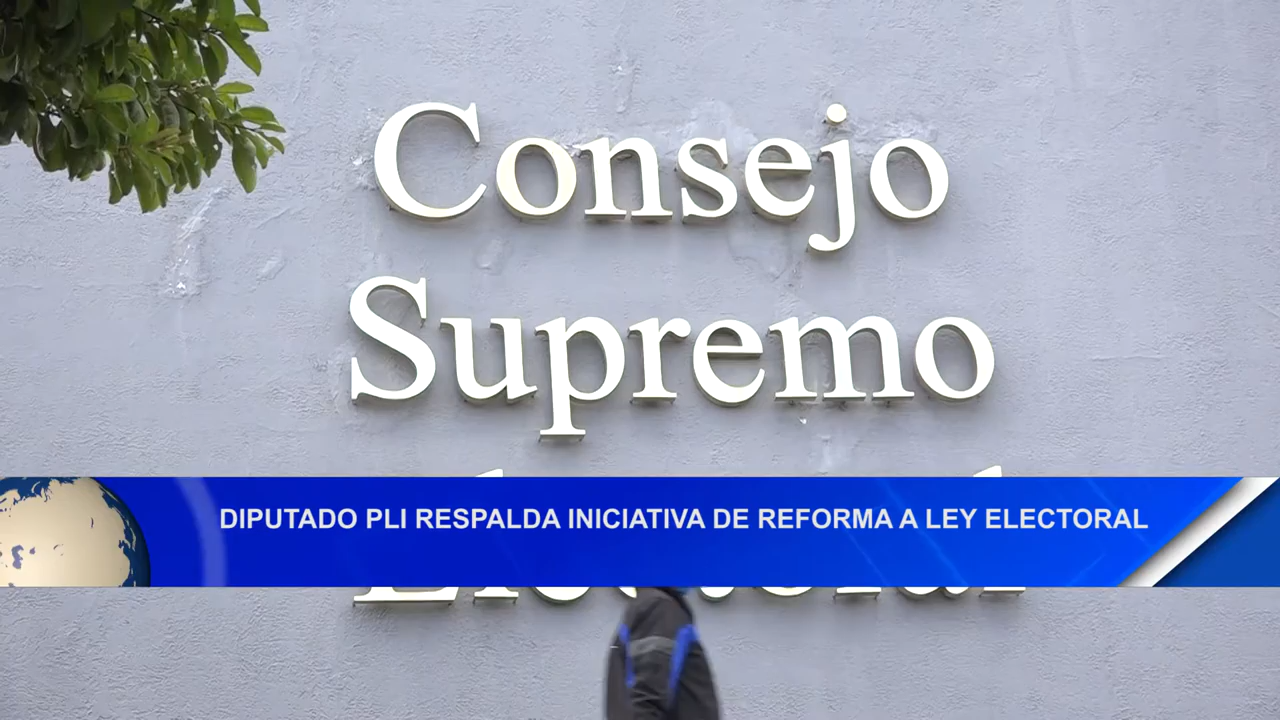 Consejo
Supremo
DIPUTADO PLI RESPALDA INICIATIVA DE REFORMA A LEY ELECTORAL